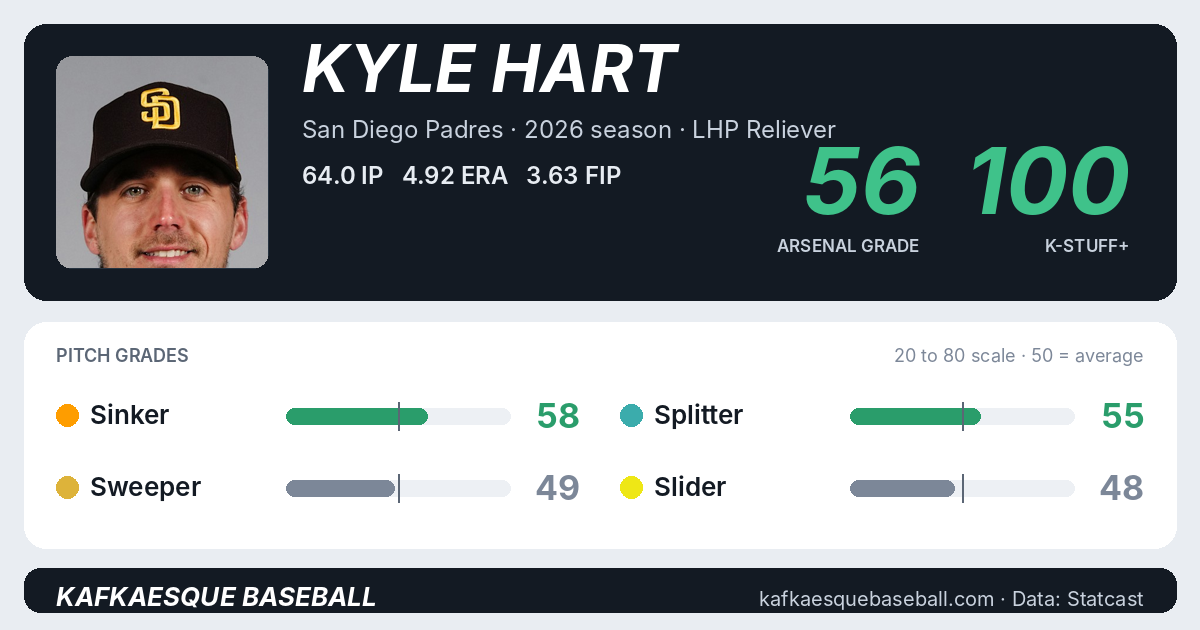 KYLE HART
San Diego Padres · 2026 season · LHP Reliever
64.0 IP 4.92 ERA 3.63 FIP
56 100
ARSENAL GRADE K-STUFF+
SD
PITCH GRADES 20 to 80 scale · 50 = average
Sinker 58 Splitter 55
Sweeper 49 Slider 48
KAFKAESQUE BASEBALL kafkaesquebaseball.com · Data: Statcast